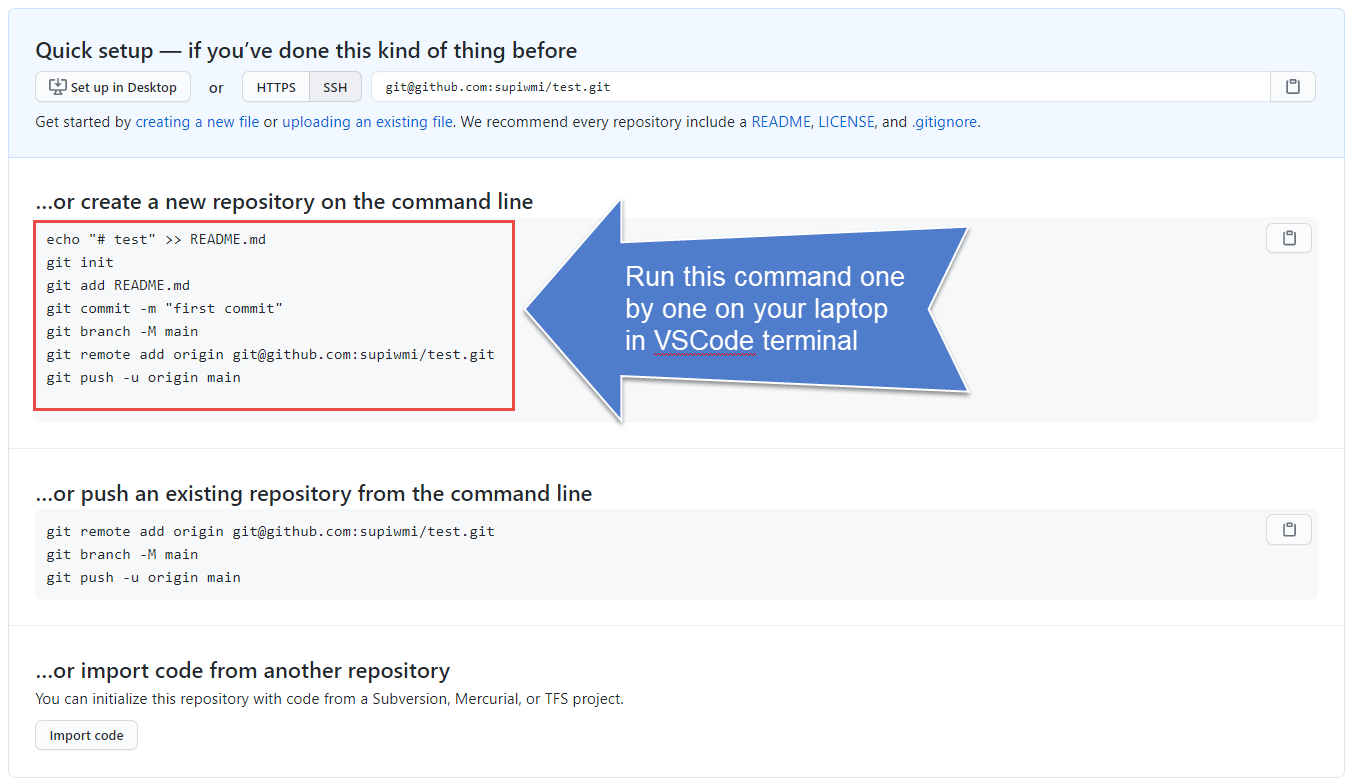 Quick setup — if you’ve done this kind of thing before
Set up in Desktop or HTTPS SSH git@github.com:supiwmi/test.git
Get started by creating a new file or uploading an existing file. We recommend every repository include a README, LICENSE, and .gitignore.
…or create a new repository on the command line
echo "# test" >> README.md
git init
git add README.md
git commit -m "first commit"
git branch -M main
git remote add origin git@github.com:supiwmi/test.git
git push -u origin main
Run this command one
by one on your laptop
in VSCode terminal
…or push an existing repository from the command line
git remote add origin git@github.com:supiwmi/test.git
git branch -M main
git push -u origin main
…or import code from another repository
You can initialize this repository with code from a Subversion, Mercurial, or TFS project.
Import code